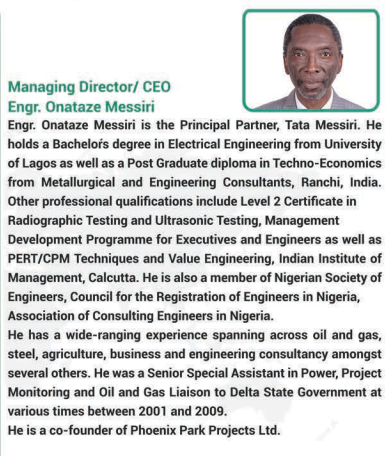 Managing Director/ CEO
Engr. Onataze Messiri
Engr. Onataze Messiri is the Principal Partner, Tata Messiri. He
holds a Bacheloŕs degree in Electrical Engineering from University
of Lagos as well as a Post Graduate diploma in Techno-Economics
from Metallurgical and Engineering Consultants, Ranchi, India.
Other professional qualifications include Level 2 Certificate in
Radiographic Testing and Ultrasonic Testing, Management
Development Programme for Executives and Engineers as well as
PERT/CPM Techniques and Value Engineering, Indian Institute of
Management, Calcutta. He is also a member of Nigerian Society of
Engineers, Council for the Registration of Engineers in Nigeria,
Association of Consulting Engineers in Nigeria.
He has a wide-ranging experience spanning across oil and gas,
steel, agriculture, business and engineering consultancy amongst
several others. He was a Senior Special Assistant in Power, Project
Monitoring and Oil and Gas Liaison to Delta State Government at
various times between 2001 and 2009.
He is a co-founder of Phoenix Park Projects Ltd.